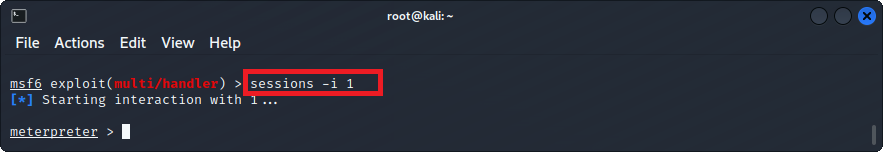 root@kali: ~
File Actions Edit View Help
msf6 exploit(multi/handler) > sessions -i 1
[*] Starting interaction with 1...
meterpreter >